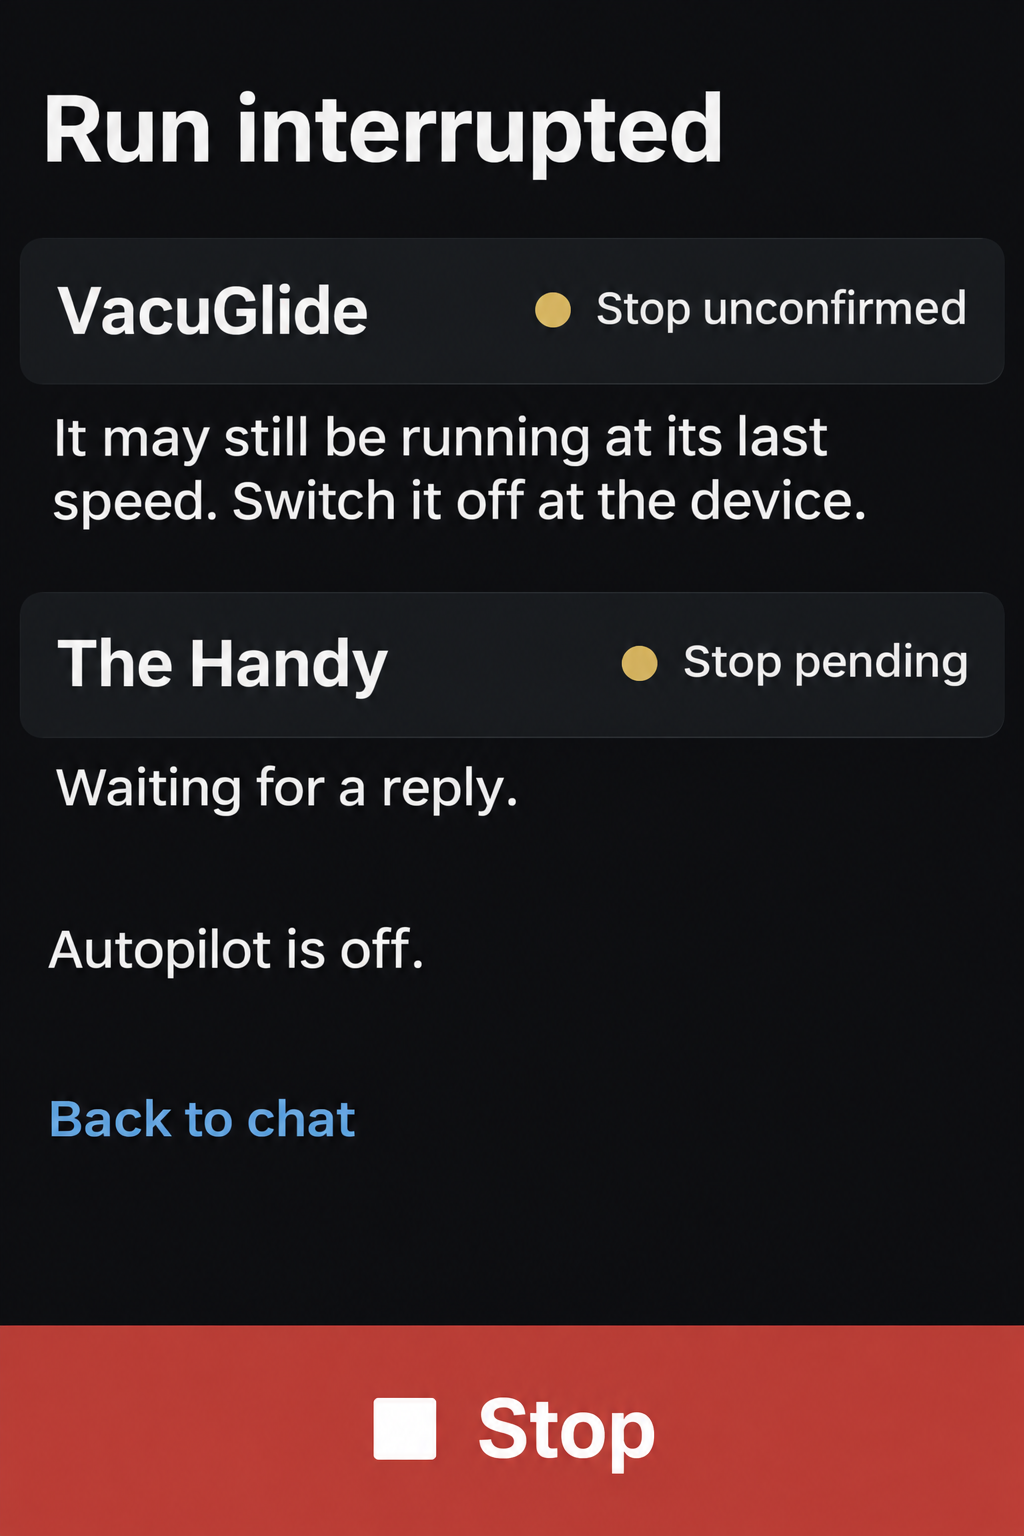 Run interrupted
VacuGlide
Stop unconfirmed
It may still be running at its last
speed. Switch it off at the device.
The Handy
Stop pending
Waiting for a reply.
Autopilot is off.
Back to chat
Stop